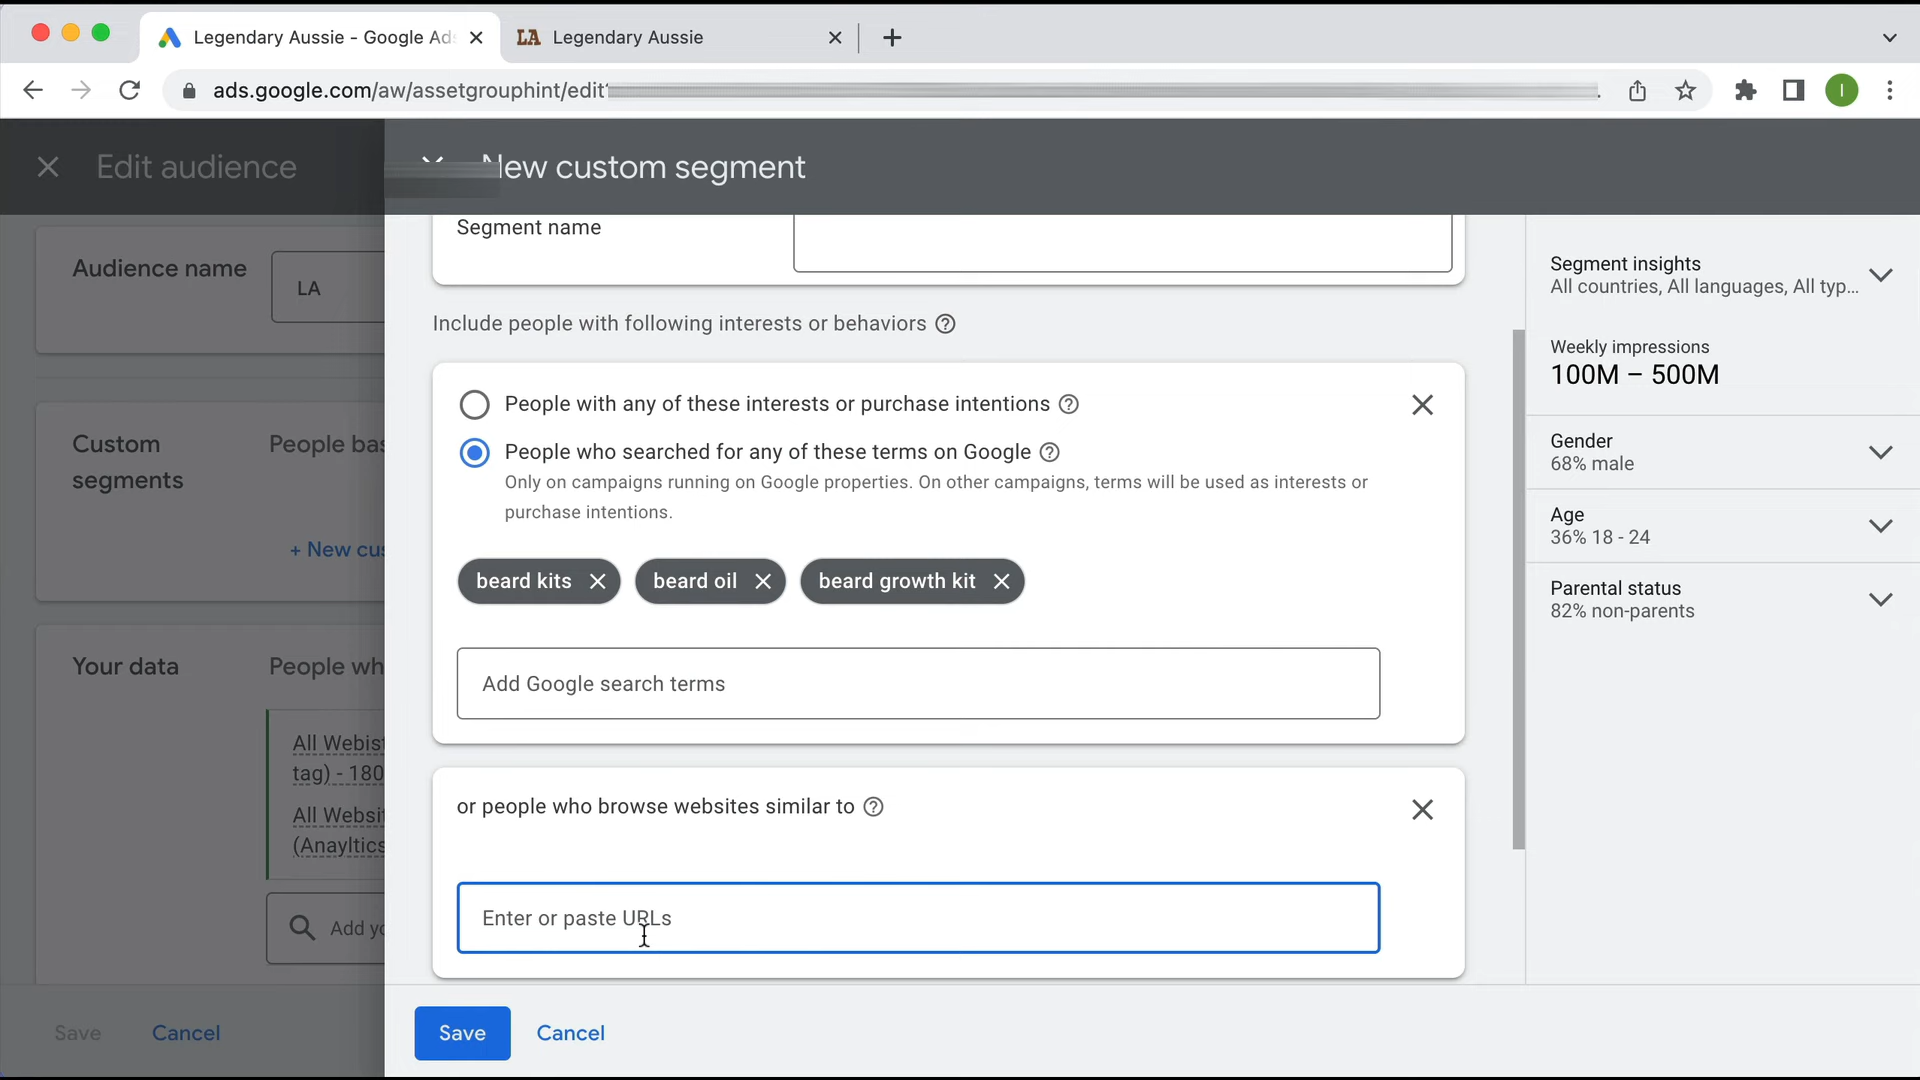 Legendary Aussie - Google Ads
LA Legendary Aussie
ads.google.com/aw/assetgrouphint/edit?
Edit audience
New custom segment
Audience name
LA
Custom segments
People bas
+ New cus
Your data
People wh
All Webist
tag) - 180
All Websit
(Anayltics
Add yo
Save
Cancel
Segment name
Include people with following interests or behaviors
People with any of these interests or purchase intentions
People who searched for any of these terms on Google
Only on campaigns running on Google properties. On other campaigns, terms will be used as interests or
purchase intentions.
beard kits
beard oil
beard growth kit
Add Google search terms
or people who browse websites similar to
Enter or paste URLs
Save
Cancel
Segment insights
All countries, All languages, All typ...
Weekly impressions
100M – 500M
Gender
68% male
Age
36% 18 - 24
Parental status
82% non-parents
I